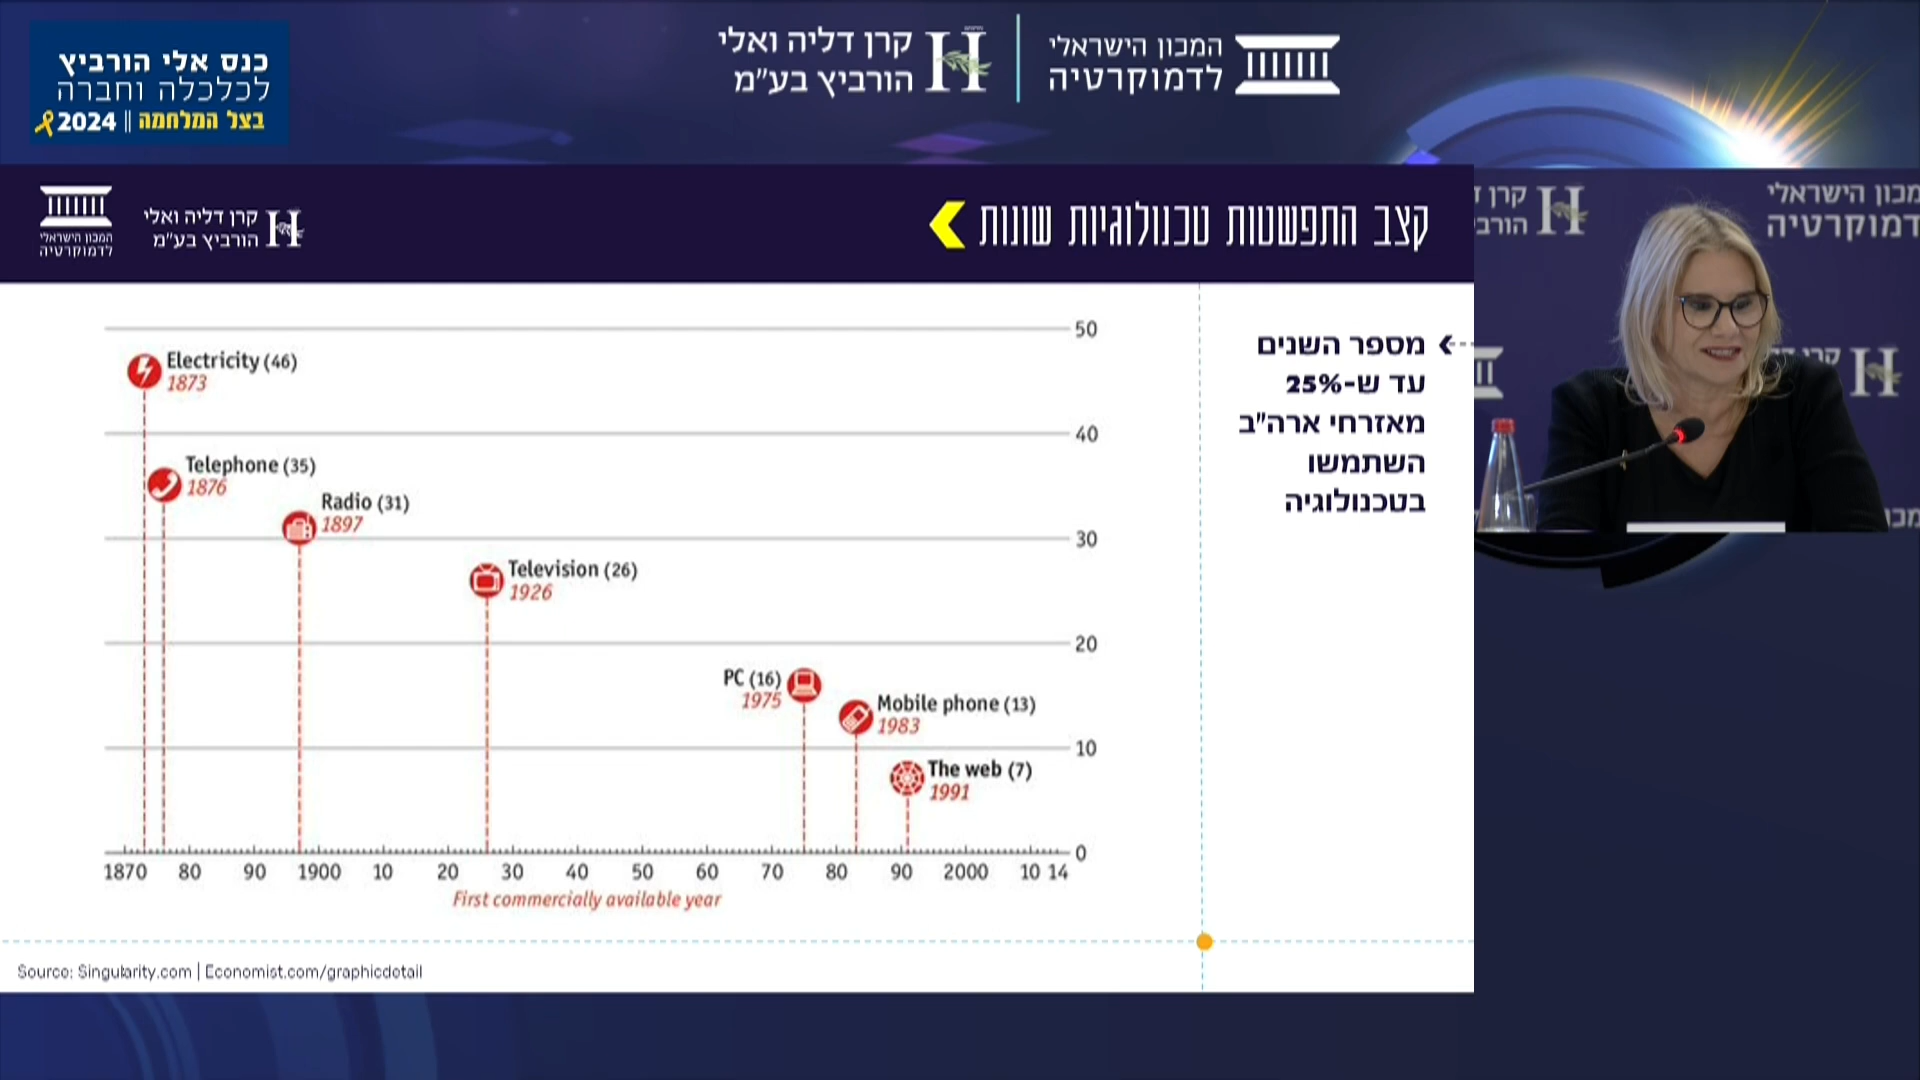 כנס אלי הורביץ
לכלכלה וחברה
בצל המלחמה || 2024
המכון הישראלי
לדמוקרטיה
קרן דליה ואלי
הורביץ בע"מ
קצב התפשטות טכנולוגיות שונות
קרן דליה ואלי
הורביץ בע"מ
המכון הישראלי
לדמוקרטיה
מספר השנים
עד ש-25%
מאזרחי ארה"ב
השתמשו
בטכנולוגיה
50
40
30
20
10
0
Electricity (46)
1873
Telephone (35)
1876
Radio (31)
1897
Television (26)
1926
PC (16)
1975
Mobile phone (13)
1983
The web (7)
1991
1870 80 90 1900 10 20 30 40 50 60 70 80 90 2000 10 14
First commercially available year
Source: Singularity.com | Economist.com/graphicdetail
מכון הישראלי
דמוקרטיה
קרן